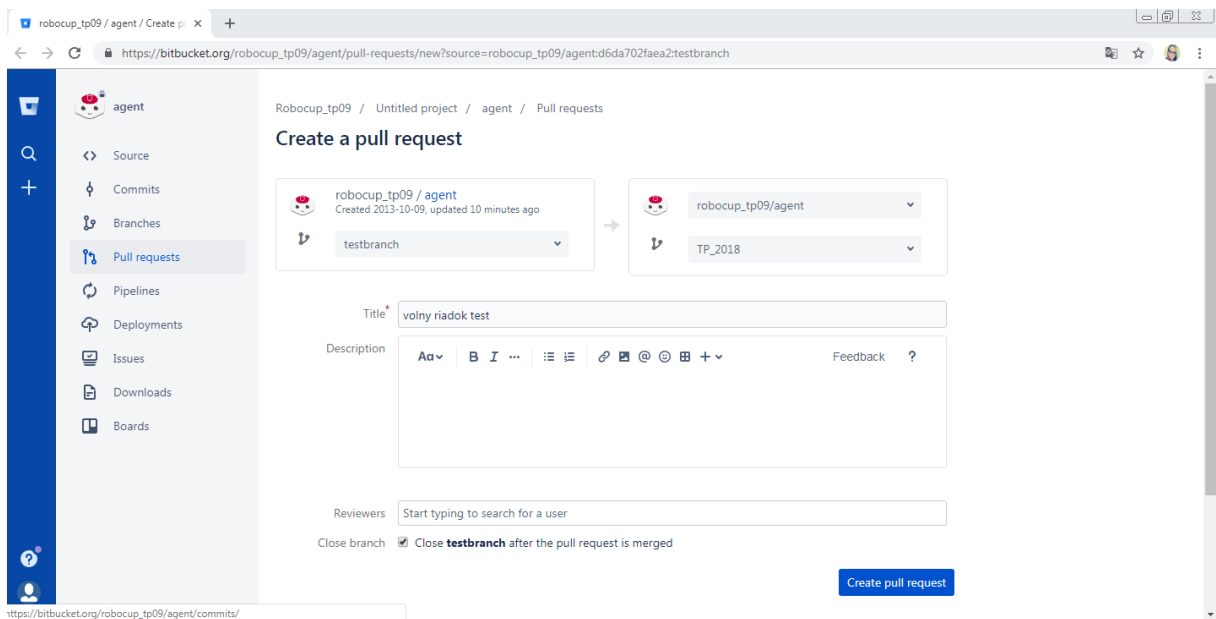 robocup_tp09 / agent / Create p
https://bitbucket.org/robocup_tp09/agent/pull-requests/new?source=robocup_tp09/agent:d6da702faea2:testbranch
agent
Source
Commits
Branches
Pull requests
Pipelines
Deployments
Issues
Downloads
Boards
Robocup_tp09 / Untitled project / agent / Pull requests
Create a pull request
robocup_tp09 / agent
Created 2013-10-09, updated 10 minutes ago
testbranch
robocup_tp09/agent
TP_2018
Title*
volny riadok test
Description
Aa B I ... @ + Feedback ?
Reviewers
Start typing to search for a user
Close branch
Close testbranch after the pull request is merged
Create pull request
https://bitbucket.org/robocup_tp09/agent/commits/